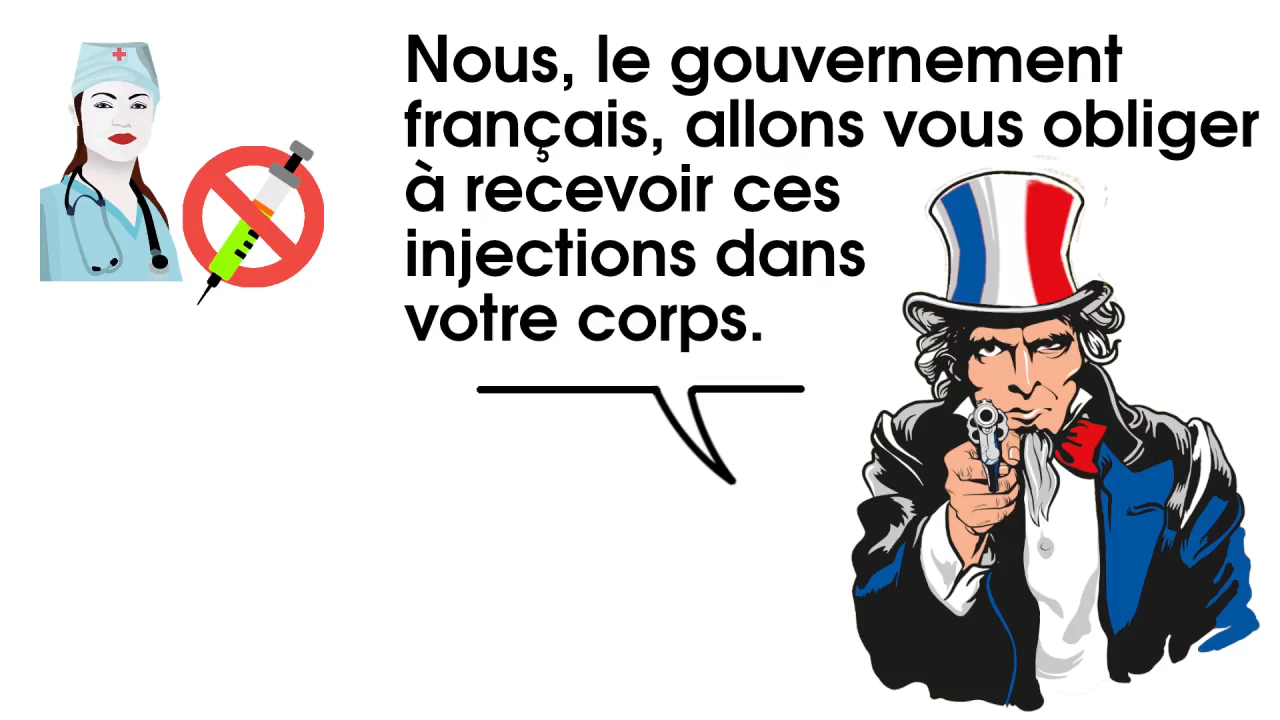 Nous, le gouvernement
français, allons vous obliger
à recevoir ces
injections dans
votre corps.